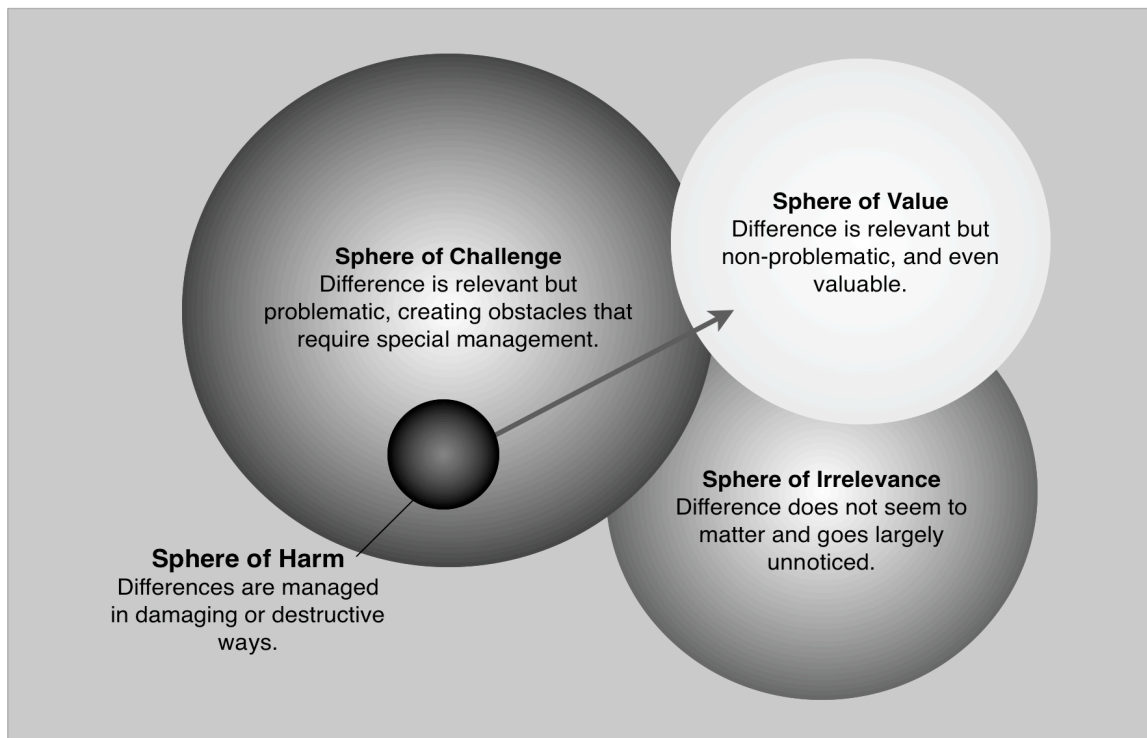 Sphere of Challenge
Difference is relevant but
problematic, creating obstacles that
require special management.
Sphere of Value
Difference is relevant but
non-problematic, and even
valuable.
Sphere of Irrelevance
Difference does not seem to
matter and goes largely
unnoticed.
Sphere of Harm
Differences are managed
in damaging or destructive
ways.